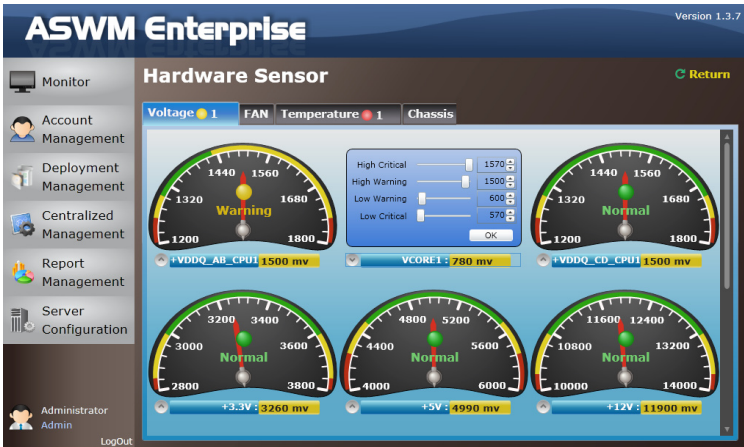 ASWM Enterprise
Version 1.3.7
Monitor
Account Management
Deployment Management
Centralized Management
Report Management
Server Configuration
Administrator
Admin
LogOut
Hardware Sensor
Return
Voltage 1 FAN Temperature 1 Chassis
1200 1320 1440 1560 1680 1800
Warning
+VDDQ_AB_CPU1 1500 mv
High Critical 1570
High Warning 1500
Low Warning 600
Low Critical 570
OK
VCORE1 : 780 mv
1200 1320 1440 1560 1680 1800
Normal
+VDDQ_CD_CPU1 1500 mv
2800 3000 3200 3400 3600 3800
Normal
+3.3V : 3260 mv
4000 4400 4800 5200 5600 6000
Normal
+5V : 4990 mv
10000 10800 11600 12400 13200 14000
Normal
+12V : 11900 mv